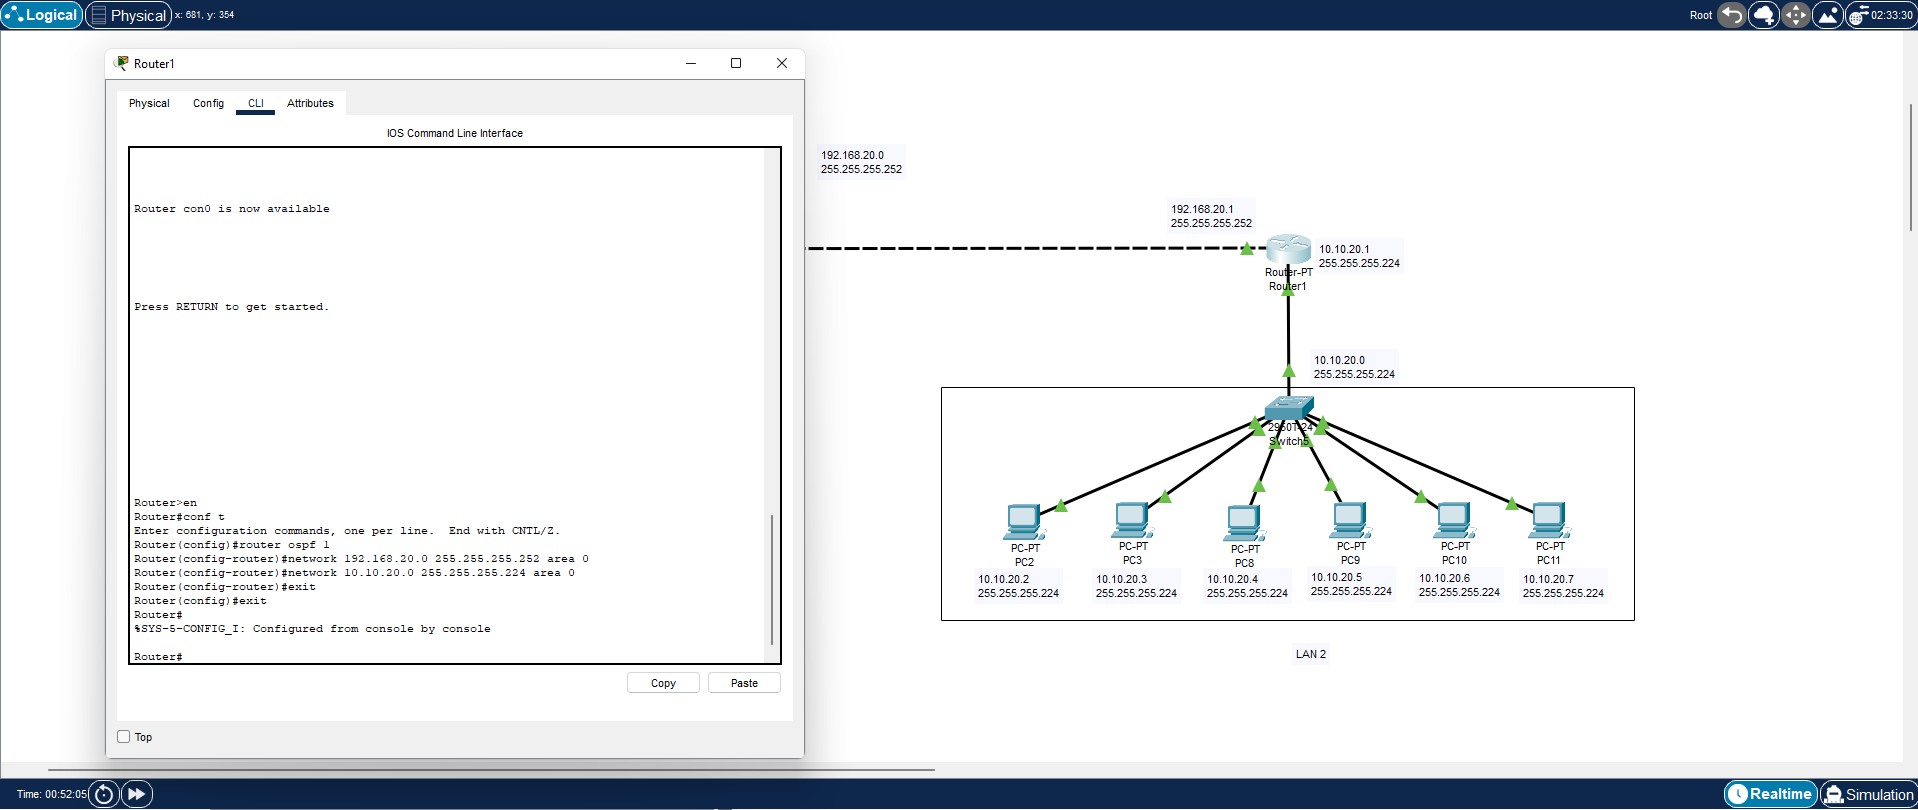 Logical
Physical
x: 681, y: 354
Root
02:33:30
Router1
Physical
Config
CLI
Attributes
IOS Command Line Interface
Router con0 is now available
Press RETURN to get started.
Router>en
Router#conf t
Enter configuration commands, one per line.  End with CNTL/Z.
Router(config)#router ospf 1
Router(config-router)#network 192.168.20.0 255.255.255.252 area 0
Router(config-router)#network 10.10.20.0 255.255.255.224 area 0
Router(config-router)#exit
Router(config)#exit
Router#
%SYS-5-CONFIG_I: Configured from console by console
Router#
Copy
Paste
Top
192.168.20.0
255.255.255.252
192.168.20.1
255.255.255.252
10.10.20.1
255.255.255.224
Router-PT
Router1
10.10.20.0
255.255.255.224
2950T-24
Switch5
PC-PT
PC2
10.10.20.2
255.255.255.224
PC-PT
PC3
10.10.20.3
255.255.255.224
PC-PT
PC8
10.10.20.4
255.255.255.224
PC-PT
PC9
10.10.20.5
255.255.255.224
PC-PT
PC10
10.10.20.6
255.255.255.224
PC-PT
PC11
10.10.20.7
255.255.255.224
LAN 2
Time: 00:52:05
Realtime
Simulation